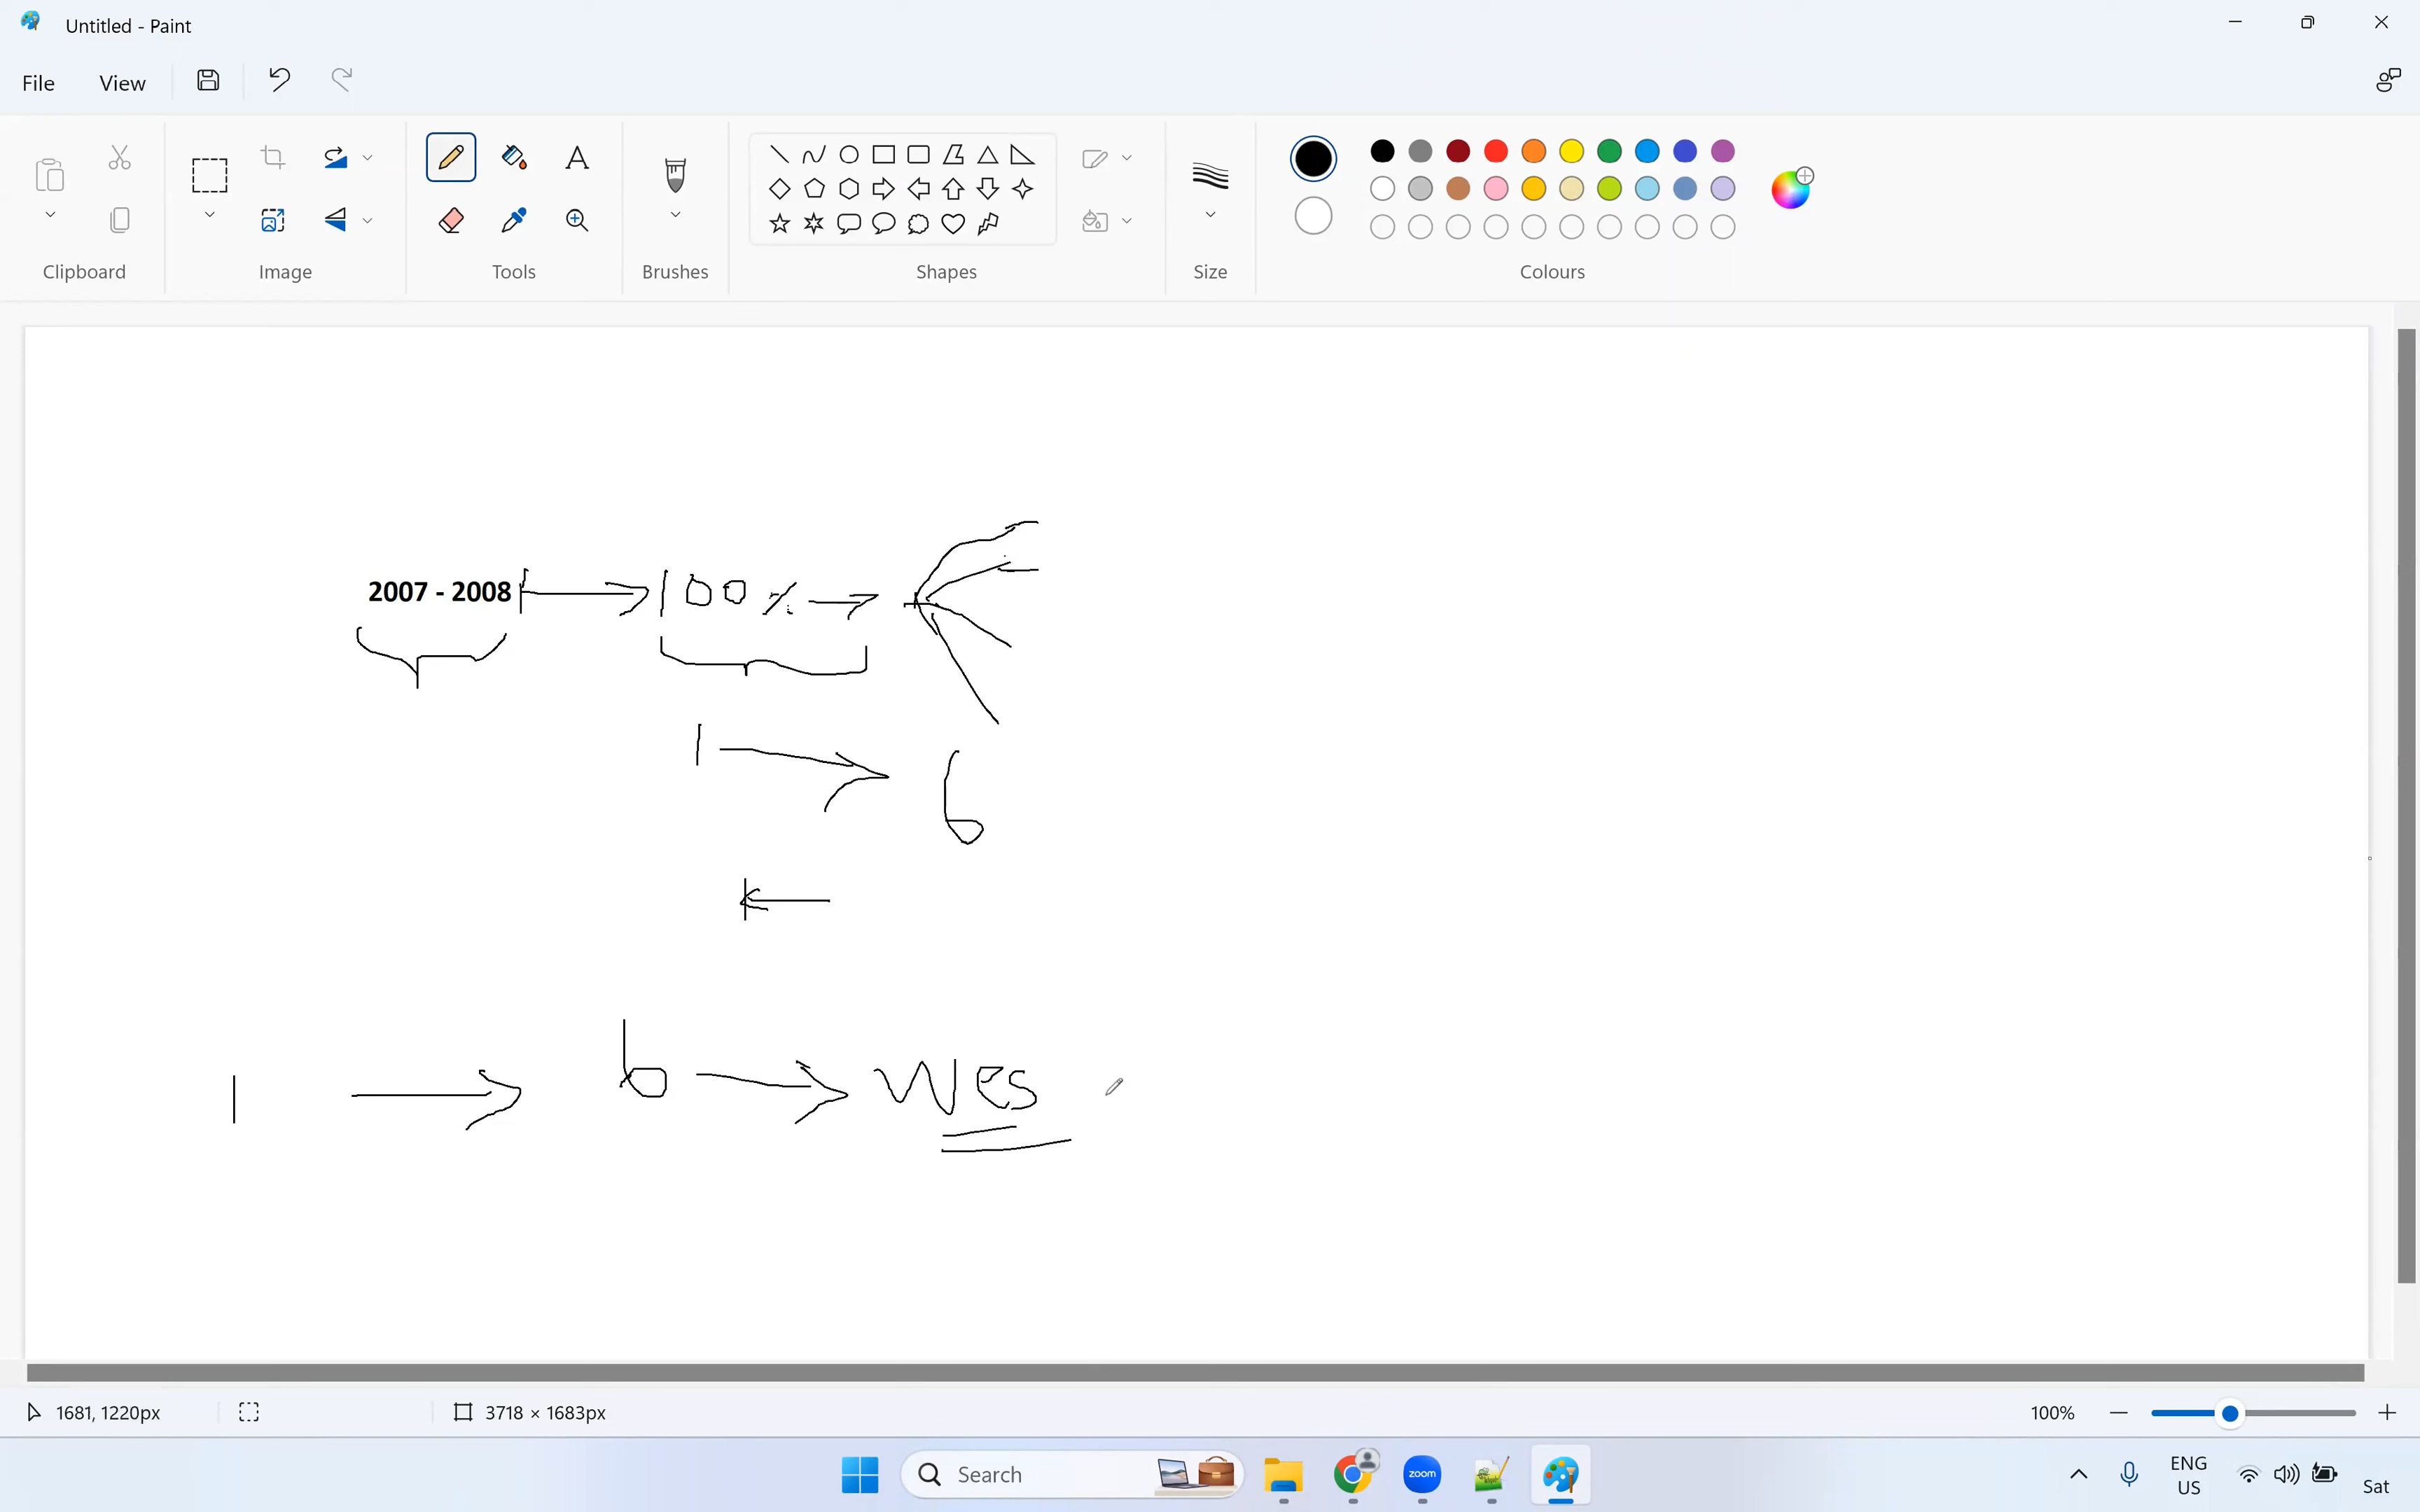 Untitled - Paint
File View
Clipboard Image Tools Brushes Shapes Size Colours
2007 - 2008 100%
1 6
1 6 Wes
1681, 1220px 3718 × 1683px 100%
Search zoom ENG
US Sat